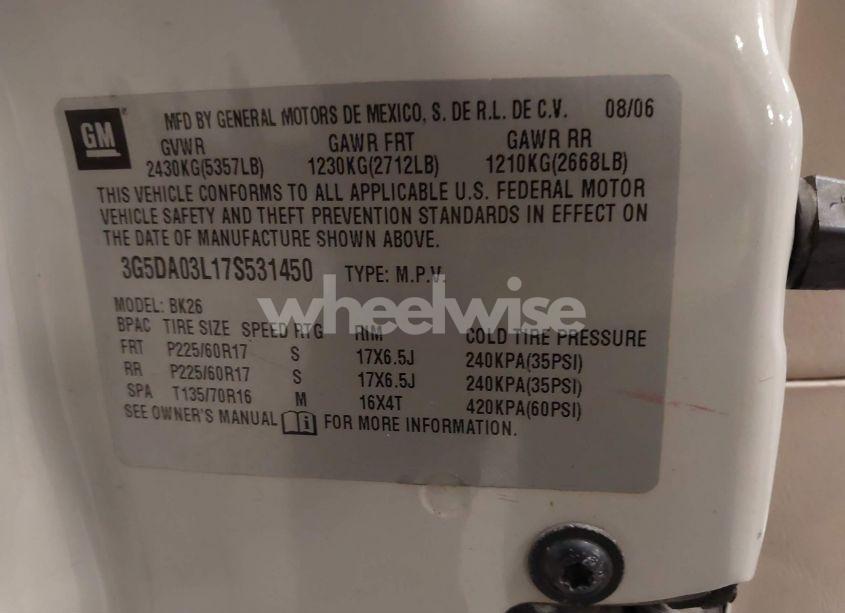 GM
MFD BY GENERAL MOTORS DE MEXICO, S. DE R.L. DE C.V. 08/06
GVWR GAWR FRT GAWR RR
2430KG(5357LB) 1230KG(2712LB) 1210KG(2668LB)
THIS VEHICLE CONFORMS TO ALL APPLICABLE U.S. FEDERAL MOTOR
VEHICLE SAFETY AND THEFT PREVENTION STANDARDS IN EFFECT ON
THE DATE OF MANUFACTURE SHOWN ABOVE.
3G5DA03L17S531450 TYPE: M.P.V.
wheelwise
MODEL: BK26
BPAC TIRE SIZE SPEED RTG RIM COLD TIRE PRESSURE
FRT P225/60R17 S 17X6.5J 240KPA(35PSI)
RR P225/60R17 S 17X6.5J 240KPA(35PSI)
SPA T135/70R16 M 16X4T 420KPA(60PSI)
SEE OWNER'S MANUAL i FOR MORE INFORMATION.